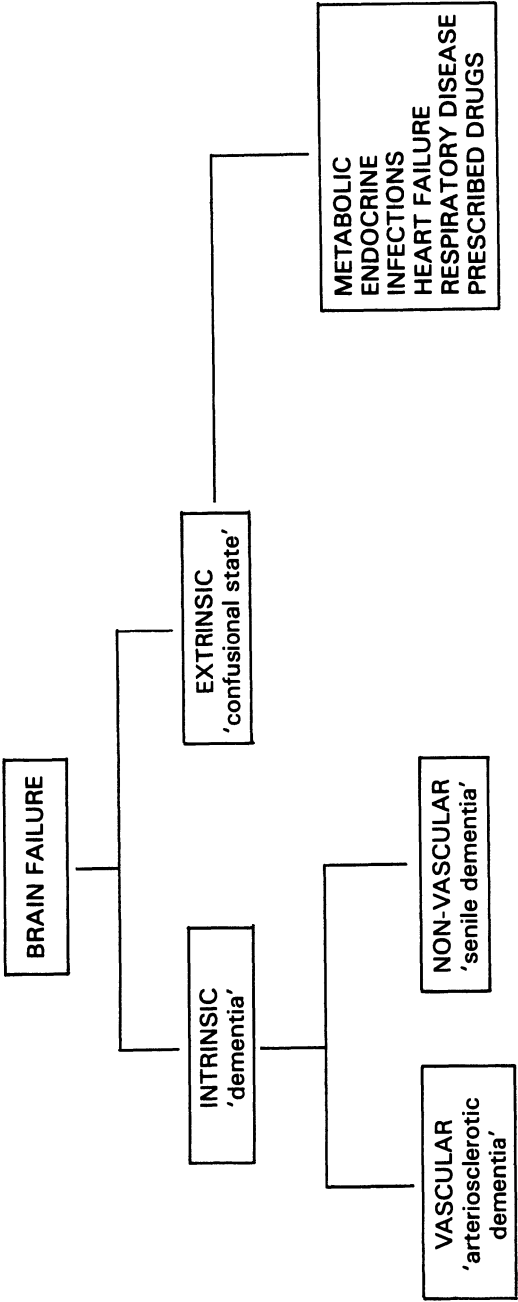 BRAIN FAILURE
INTRINSIC
'dementia'
EXTRINSIC
'confusional state'
VASCULAR
'arteriosclerotic
dementia'
NON-VASCULAR
'senile dementia'
METABOLIC
ENDOCRINE
INFECTIONS
HEART FAILURE
RESPIRATORY DISEASE
PRESCRIBED DRUGS